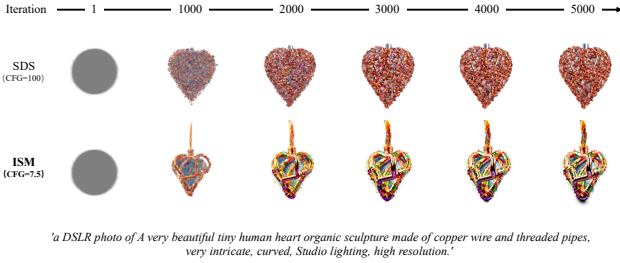 Iteration 1 1000 2000 3000 4000 5000
SDS
(CFG=100)
ISM
(CFG=7.5)
'a DSLR photo of A very beautiful tiny human heart organic sculpture made of copper wire and threaded pipes,
very intricate, curved, Studio lighting, high resolution.'